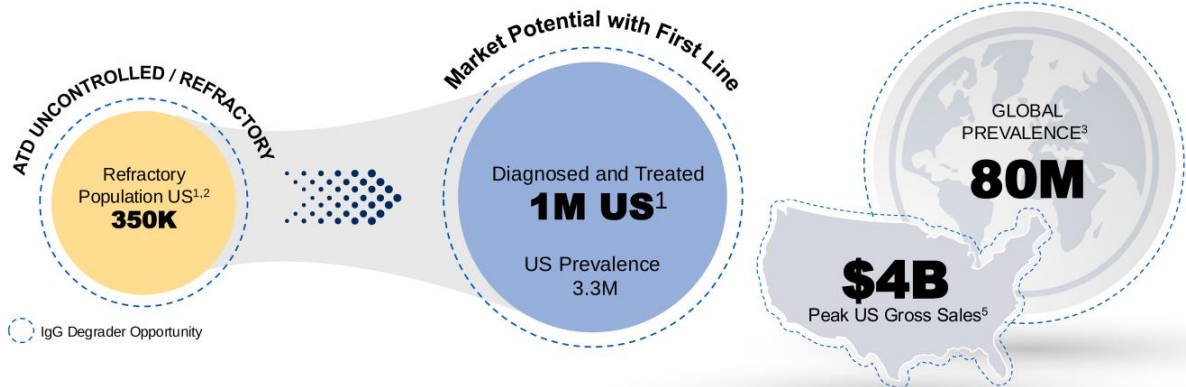 ATD UNCONTROLLED / REFRACTORY
Refractory
Population US1,2
350K
IgG Degrader Opportunity
Market Potential with First Line
Diagnosed and Treated
1M US1
US Prevalence
3.3M
GLOBAL
PREVALENCE3
80M
$4B
Peak US Gross Sales5